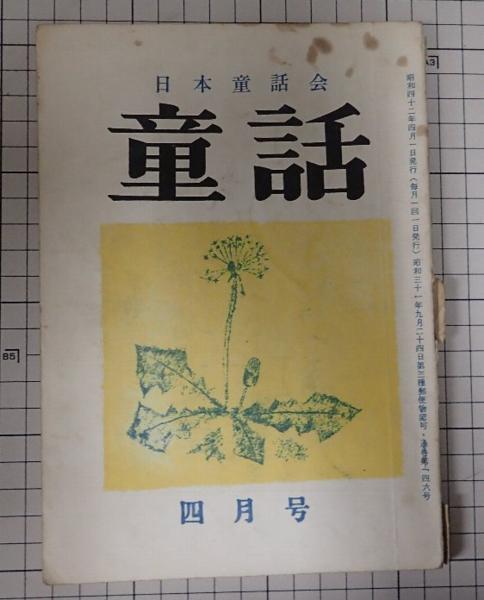 日本童話会
童話
四月号
昭和四十二年四月一日発行(毎月一回一日発行)昭和三十一年九月二十四日第三種郵便物認可・通巻第一四六号
A3
B5